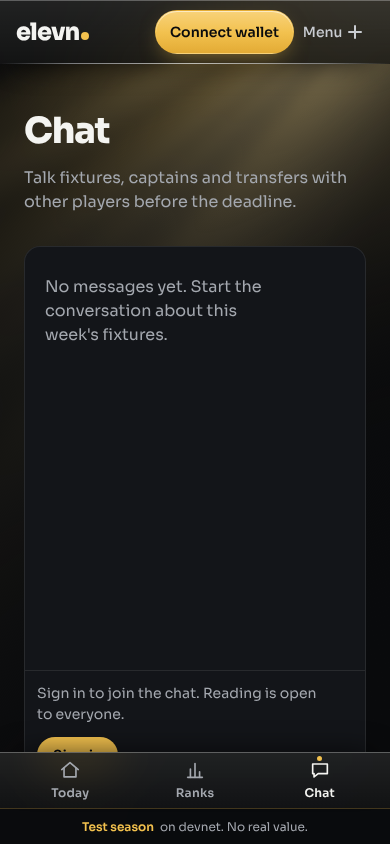 elevn.
Connect wallet
Menu
Chat
Talk fixtures, captains and transfers with
other players before the deadline.
No messages yet. Start the
conversation about this
week's fixtures.
Sign in to join the chat. Reading is open
to everyone.
Today
Ranks
Chat
Test season on devnet. No real value.